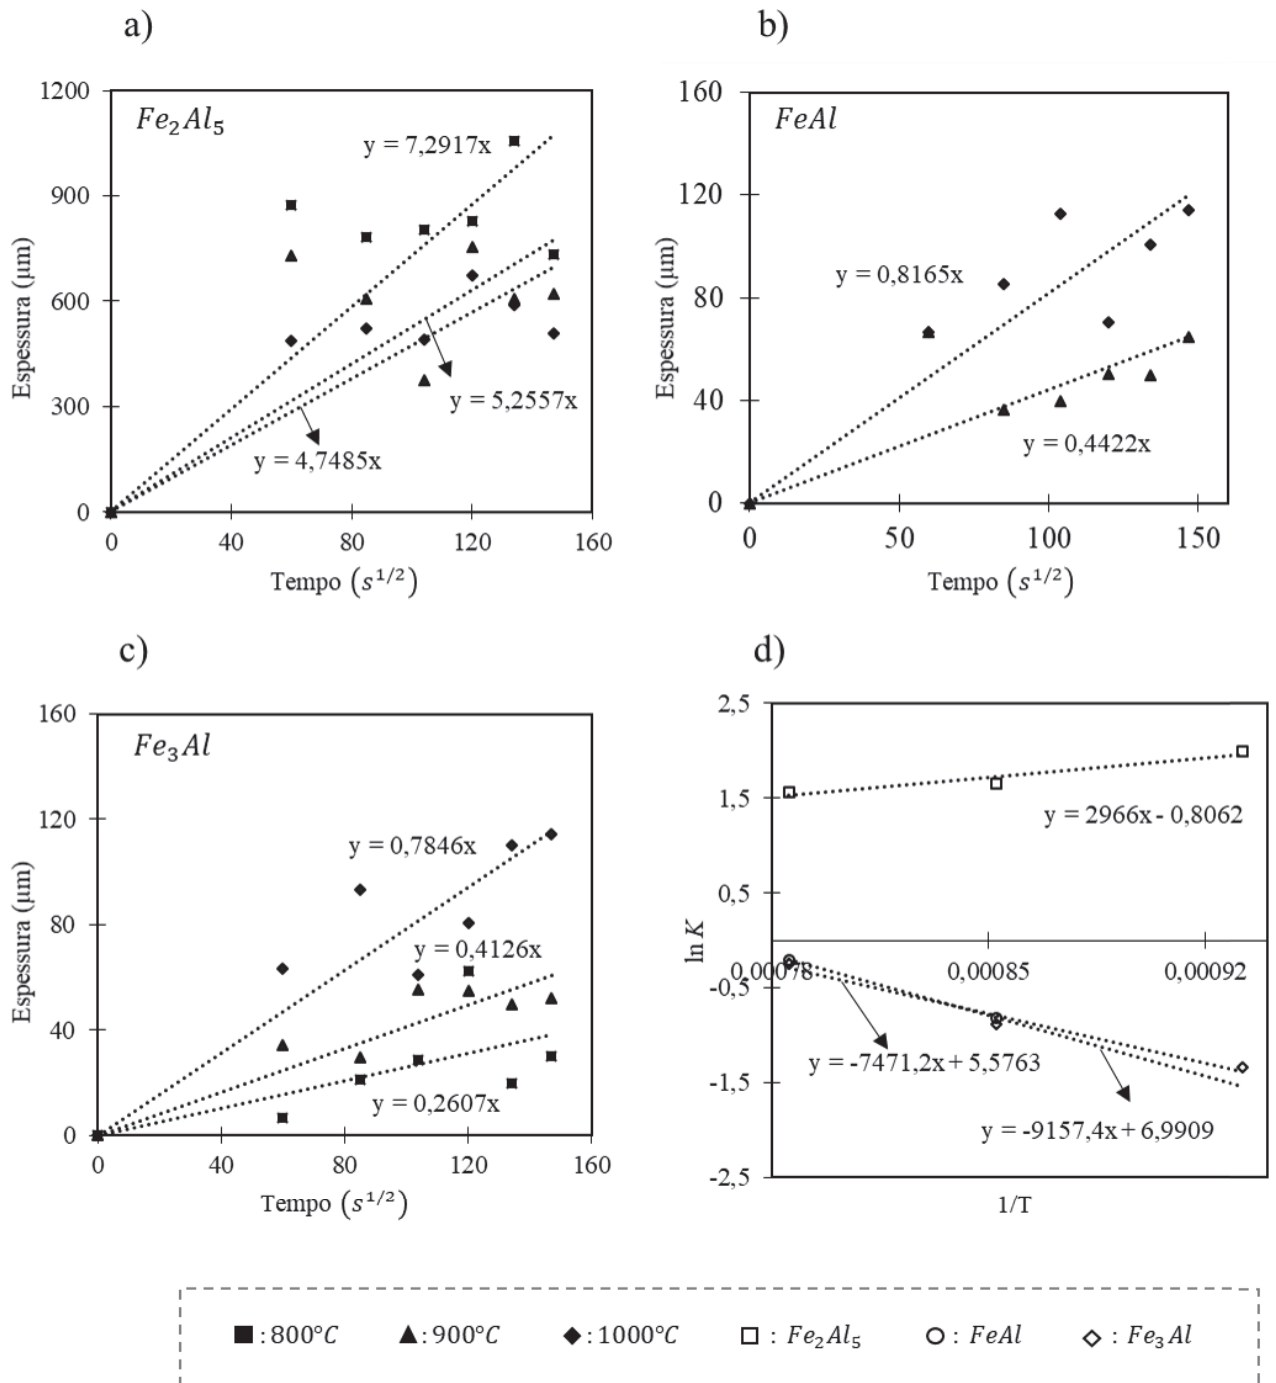 a)
1200
900
600
300
0
Espessura (μm)
Fe₂Al₅
y = 7,2917x
y = 5,2557x
y = 4,7485x
0 40 80 120 160
Tempo (s^{1/2})
b)
160
120
80
40
0
Espessura (μm)
FeAl
y = 0,8165x
y = 0,4422x
0 50 100 150
Tempo (s^{1/2})
c)
160
120
80
40
0
Espessura (μm)
Fe₃Al
y = 0,7846x
y = 0,4126x
y = 0,2607x
0 40 80 120 160
Tempo (s^{1/2})
d)
2,5
1,5
0,5
-0,5
-1,5
-2,5
ln K
y = 2966x - 0,8062
0,00078 0,00085 0,00092
y = -7471,2x + 5,5763
y = -9157,4x + 6,9909
1/T
: 800°C : 900°C : 1000°C : Fe₂Al₅ : FeAl : Fe₃Al